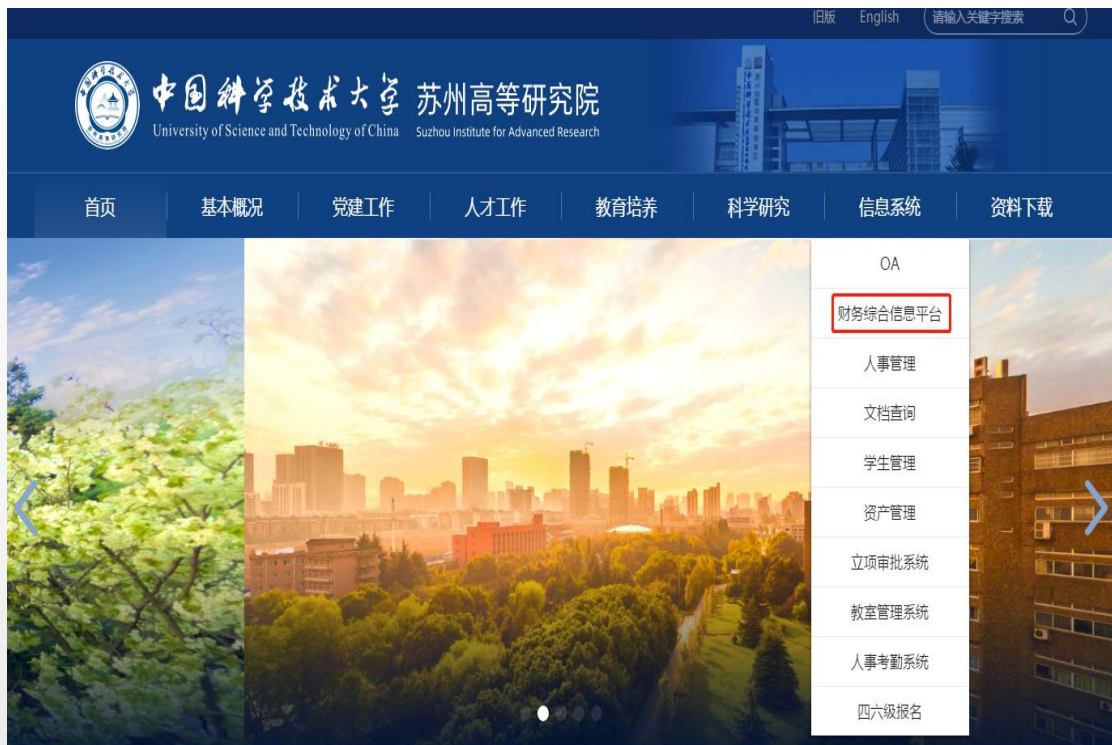 旧版 English 请输入关键字搜索
中国科学技术大学 苏州高等研究院
University of Science and Technology of China Suzhou Institute for Advanced Research
首页 基本概况 党建工作 人才工作 教育培养 科学研究 信息系统 资料下载
OA
财务综合信息平台
人事管理
文档查询
学生管理
资产管理
立项审批系统
教室管理系统
人事考勤系统
四六级报名